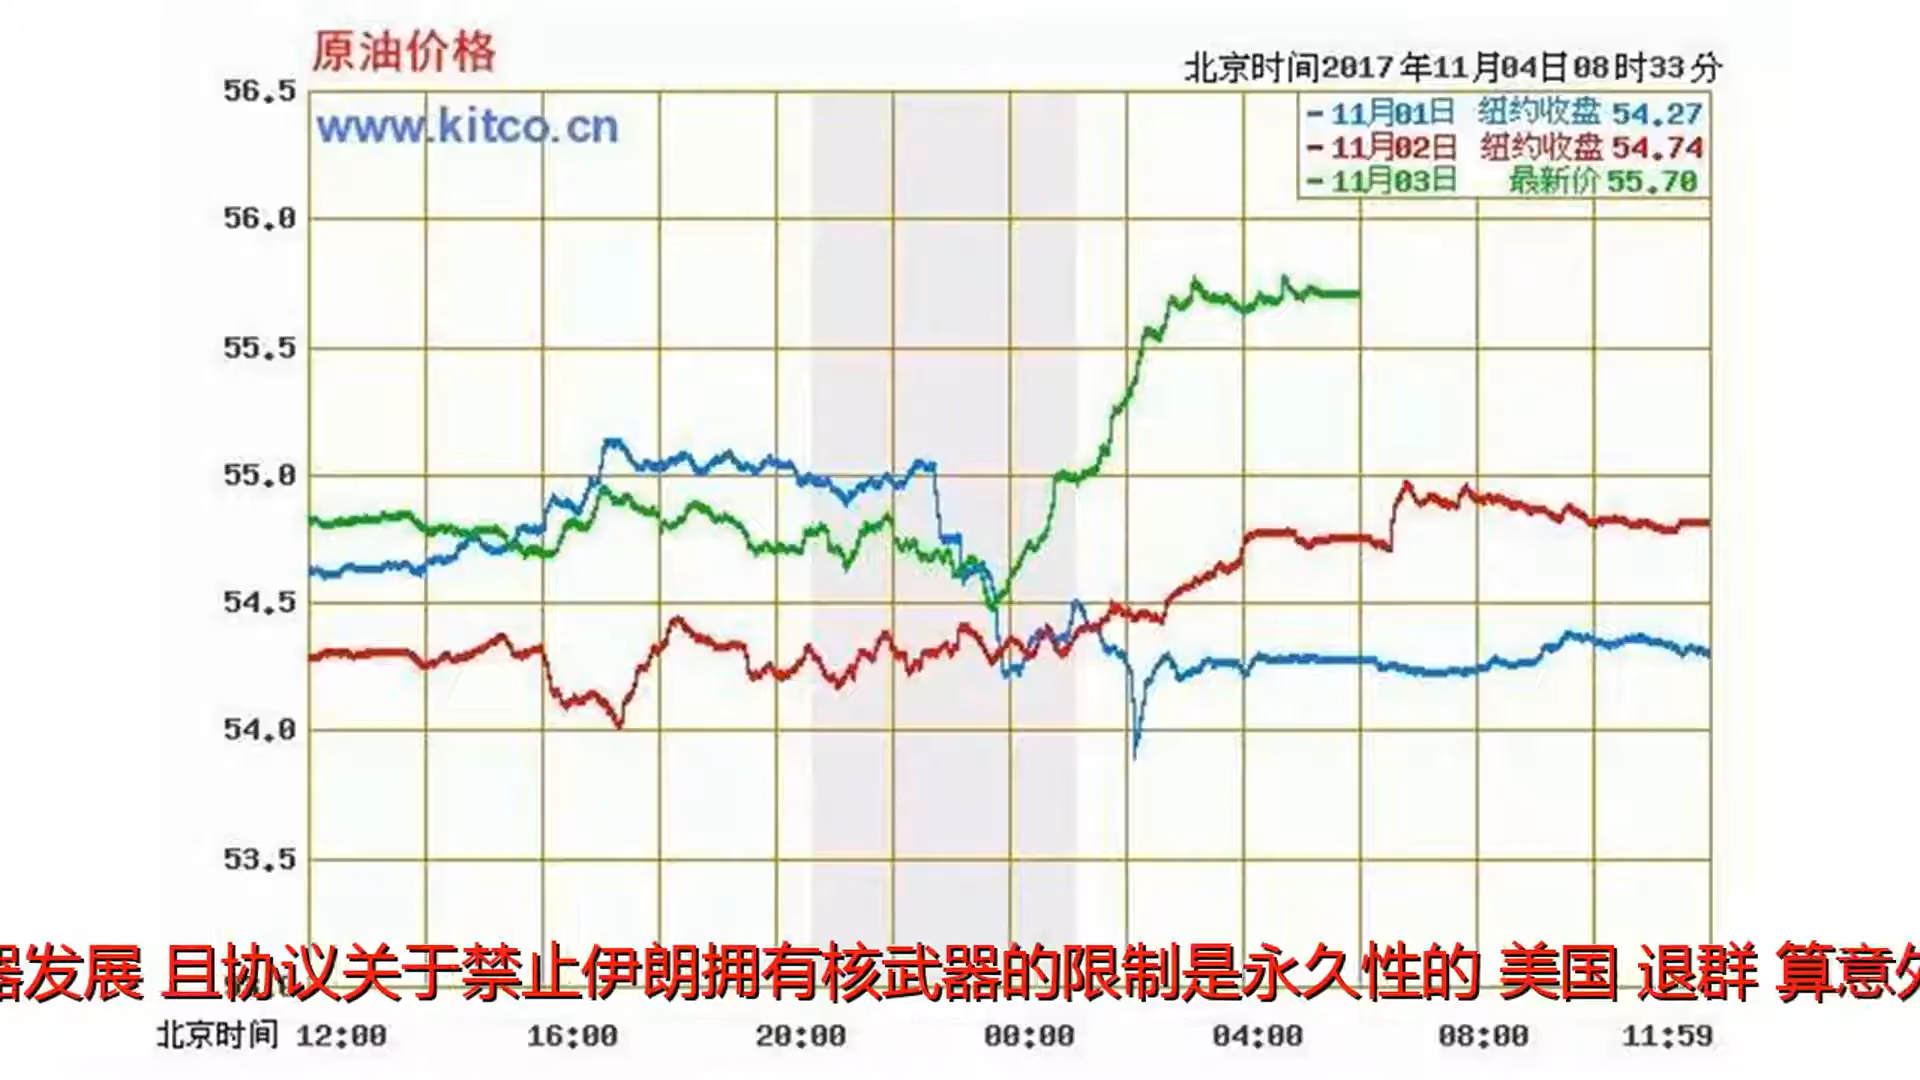 原油价格
北京时间2017年11月04日08时33分
www.kitco.cn
-11月01日 纽约收盘 54.27
-11月02日 纽约收盘 54.74
-11月03日 最新价 55.70
56.5
56.0
55.5
55.0
54.5
54.0
53.5
器发展 且协议关于禁止伊朗拥有核武器的限制是永久性的 美国 退群 算意外
北京时间 12:00 16:00 20:00 00:00 04:00 08:00 11:59